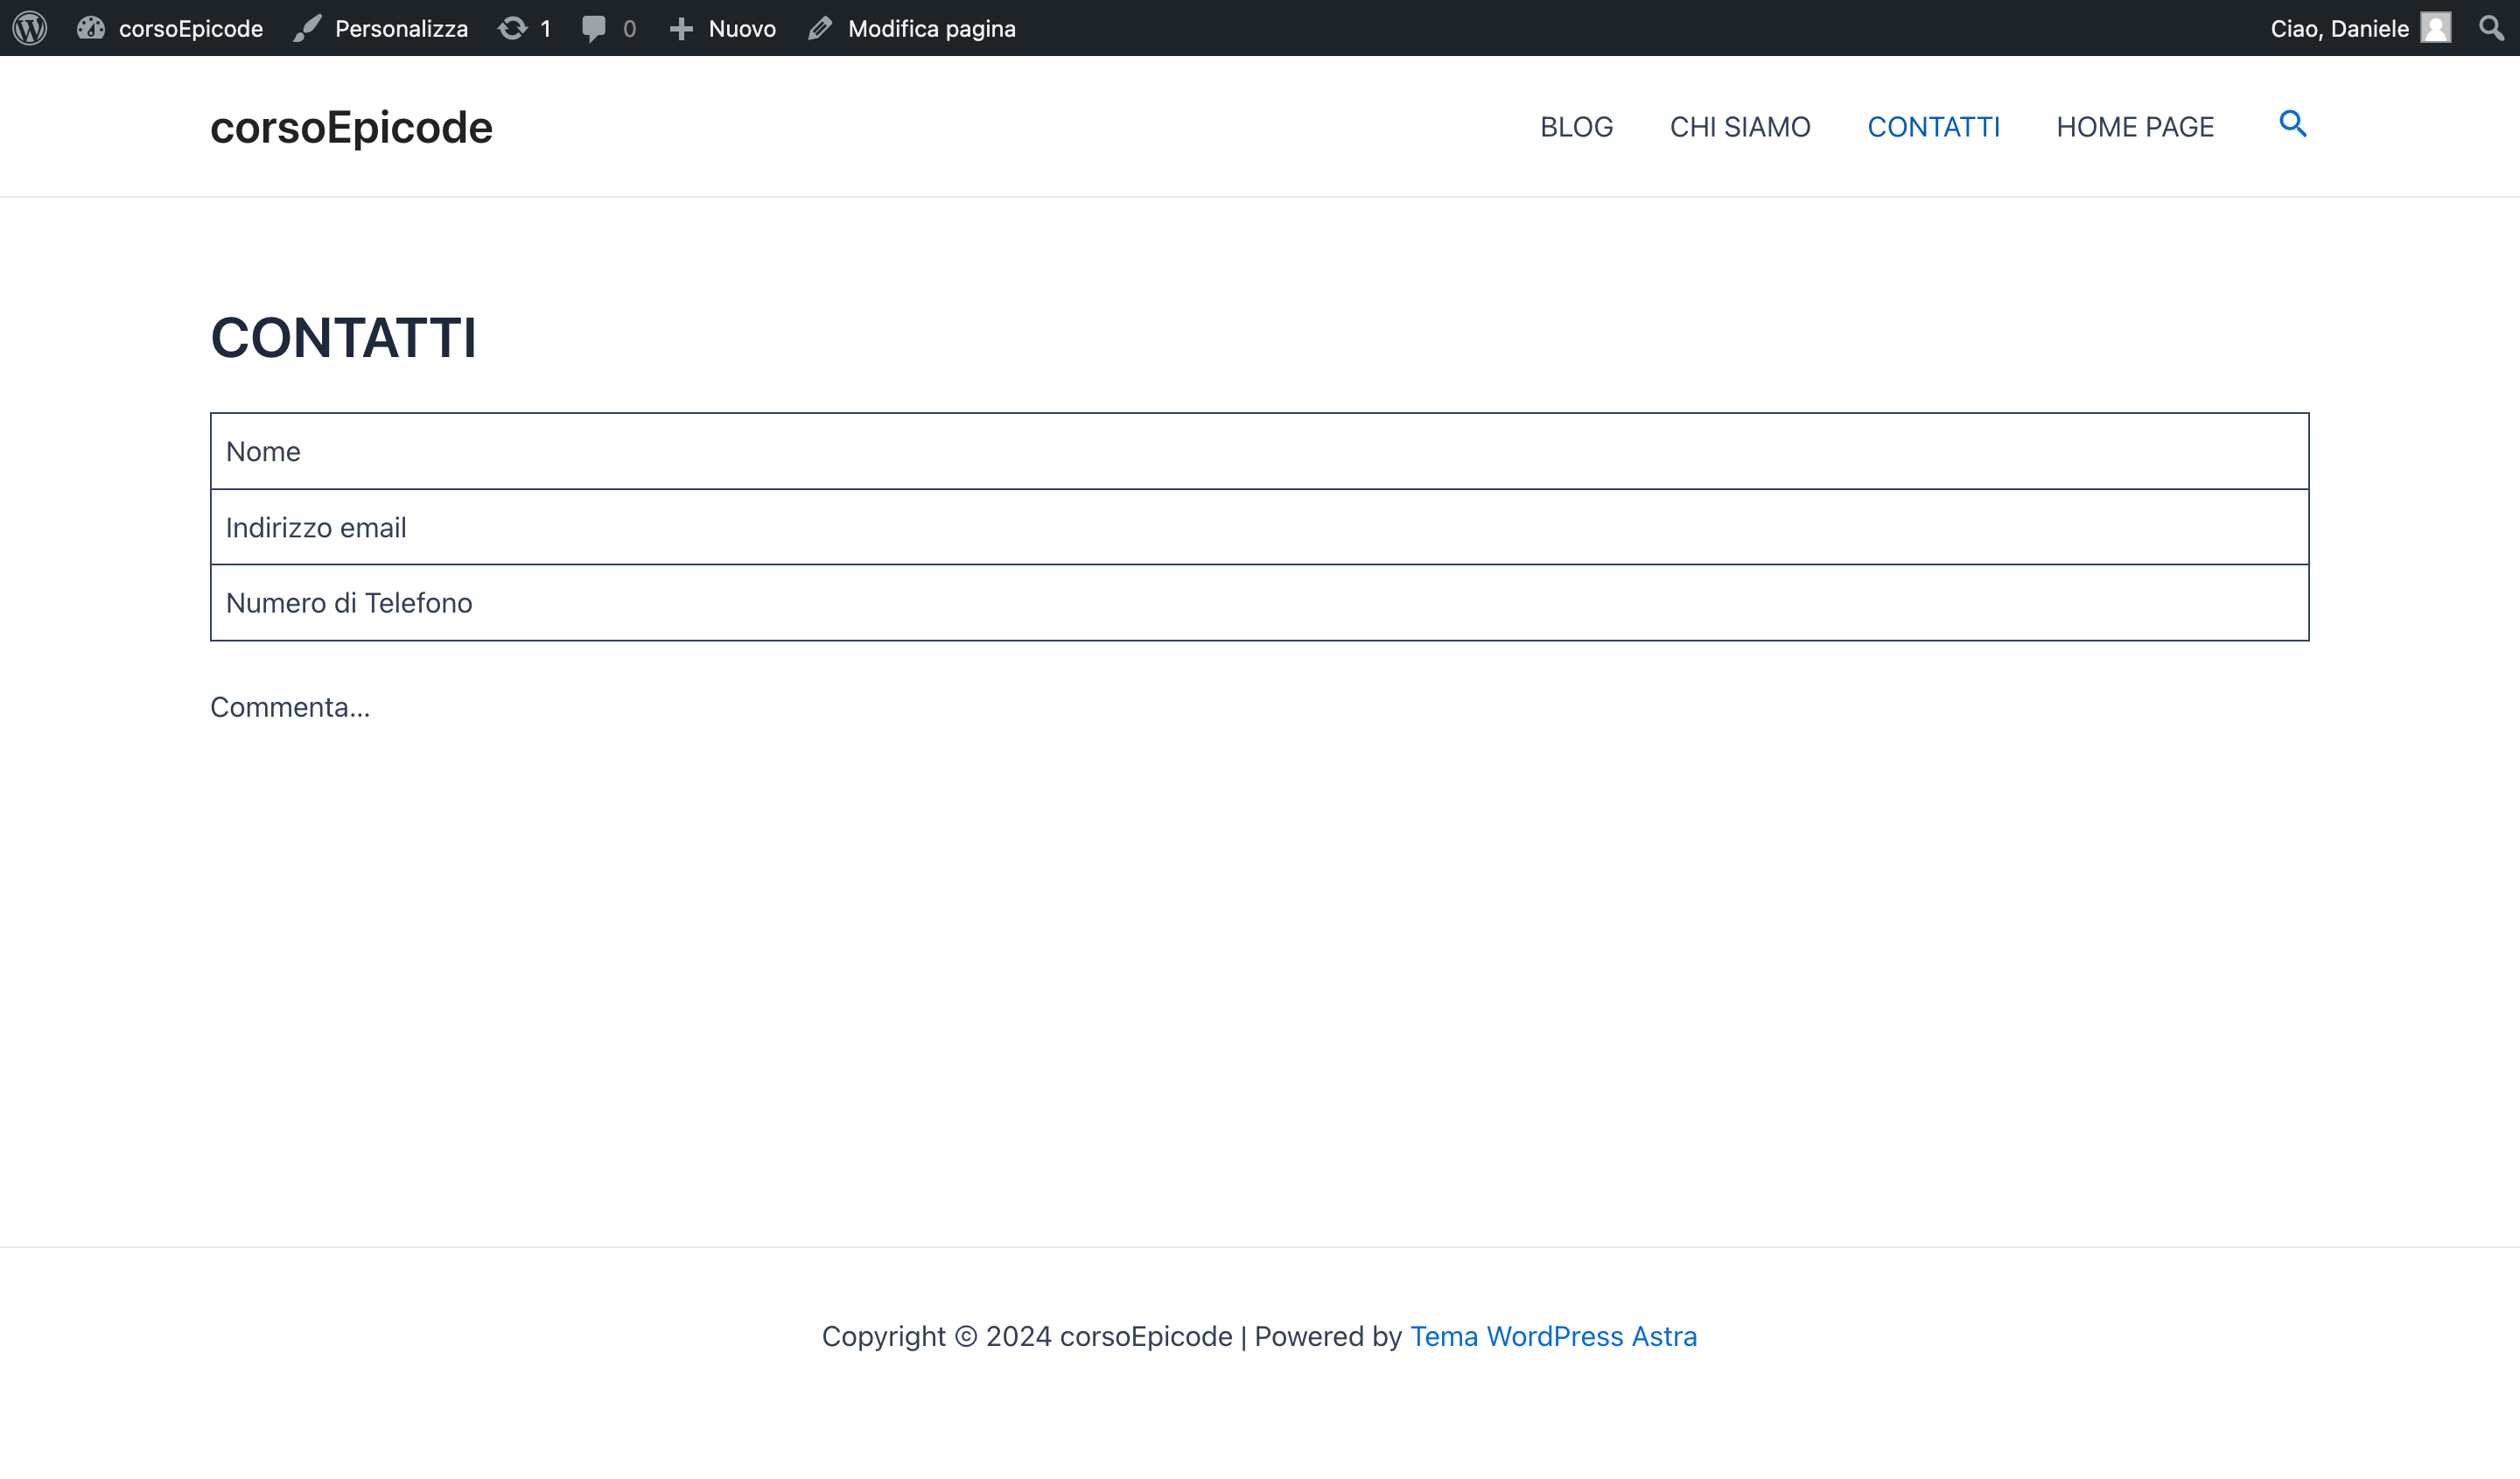 corsoEpicode Personalizza 1 0 Nuovo Modifica pagina Ciao, Daniele
corsoEpicode BLOG CHI SIAMO CONTATTI HOME PAGE
CONTATTI
Nome
Indirizzo email
Numero di Telefono
Commenta...
Copyright © 2024 corsoEpicode | Powered by Tema WordPress Astra